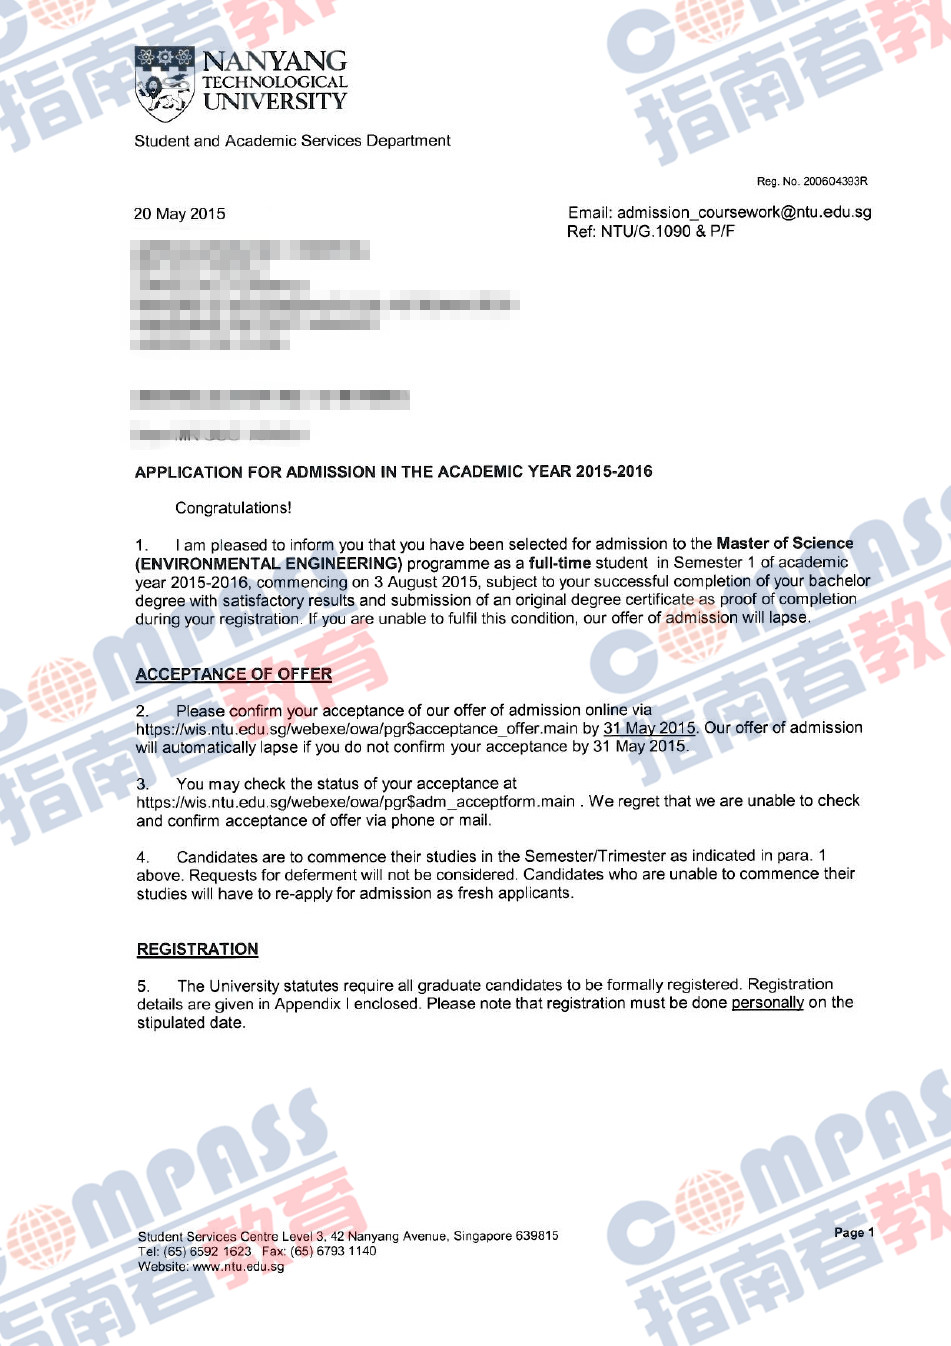 NANYANG
TECHNOLOGICAL
UNIVERSITY
Student and Academic Services Department
Reg. No. 200604393R
20 May 2015
Email: admission_coursework@ntu.edu.sg
Ref: NTU/G.1090 & P/F
APPLICATION FOR ADMISSION IN THE ACADEMIC YEAR 2015-2016
Congratulations!
1. I am pleased to inform you that you have been selected for admission to the Master of Science
(ENVIRONMENTAL ENGINEERING) programme as a full-time student in Semester 1 of academic
year 2015-2016, commencing on 3 August 2015, subject to your successful completion of your bachelor
degree with satisfactory results and submission of an original degree certificate as proof of completion
during your registration. If you are unable to fulfil this condition, our offer of admission will lapse.
ACCEPTANCE OF OFFER
2. Please confirm your acceptance of our offer of admission online via
https://wis.ntu.edu.sg/webexe/owa/pgr$acceptance_offer.main by 31 May 2015. Our offer of admission
will automatically lapse if you do not confirm your acceptance by 31 May 2015.
3. You may check the status of your acceptance at
https://wis.ntu.edu.sg/webexe/owa/pgr$adm_acceptform.main . We regret that we are unable to check
and confirm acceptance of offer via phone or mail.
4. Candidates are to commence their studies in the Semester/Trimester as indicated in para. 1
above. Requests for deferment will not be considered. Candidates who are unable to commence their
studies will have to re-apply for admission as fresh applicants.
REGISTRATION
5. The University statutes require all graduate candidates to be formally registered. Registration
details are given in Appendix I enclosed. Please note that registration must be done personally on the
stipulated date.
Student Services Centre Level 3, 42 Nanyang Avenue, Singapore 639815
Tel: (65) 6592 1623 Fax: (65) 6793 1140
Website: www.ntu.edu.sg
Page 1
COMPASS
指南者教育